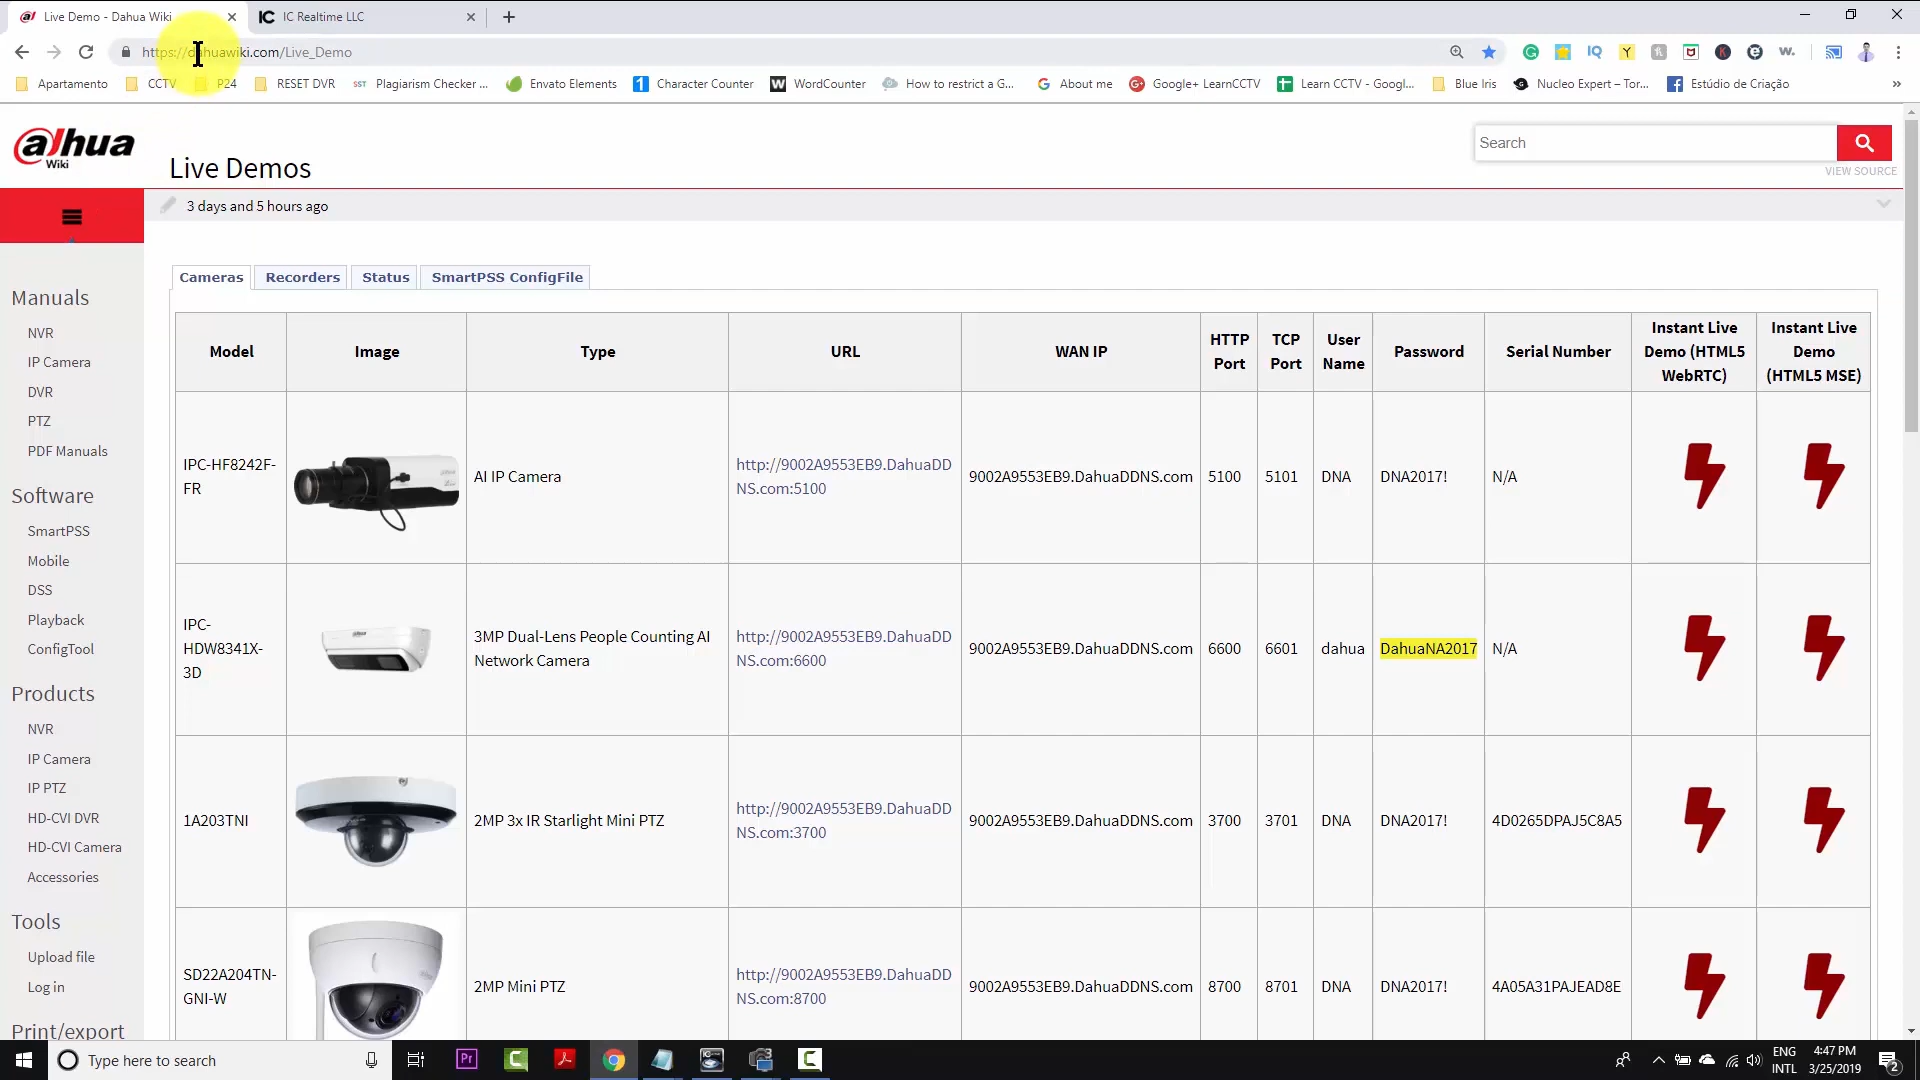 Live Demo - Dahua Wiki
IC Realtime LLC
https://dahuawiki.com/Live_Demo
Apartamento
CCTV
P24
RESET DVR
Plagiarism Checker ...
Envato Elements
Character Counter
WordCounter
How to restrict a G...
About me
Google+ LearnCCTV
Learn CCTV - Googl...
Blue Iris
Nucleo Expert – Tor...
Estúdio de Criação
alhua
Wiki
Live Demos
Search
VIEW SOURCE
3 days and 5 hours ago
Cameras
Recorders
Status
SmartPSS ConfigFile
Manuals
NVR
IP Camera
DVR
PTZ
PDF Manuals
Software
SmartPSS
Mobile
DSS
Playback
ConfigTool
Products
NVR
IP Camera
IP PTZ
HD-CVI DVR
HD-CVI Camera
Accessories
Tools
Upload file
Log in
Print/export
Model
Image
Type
URL
WAN IP
HTTP
Port
TCP
Port
User
Name
Password
Serial Number
Instant Live
Demo (HTML5
WebRTC)
Instant Live
Demo
(HTML5 MSE)
IPC-HF8242F-
FR
AI IP Camera
http://9002A9553EB9.DahuaDD
NS.com:5100
9002A9553EB9.DahuaDDNS.com
5100
5101
DNA
DNA2017!
N/A
IPC-
HDW8341X-
3D
3MP Dual-Lens People Counting AI
Network Camera
http://9002A9553EB9.DahuaDD
NS.com:6600
9002A9553EB9.DahuaDDNS.com
6600
6601
dahua
DahuaNA2017
N/A
1A203TNI
2MP 3x IR Starlight Mini PTZ
http://9002A9553EB9.DahuaDD
NS.com:3700
9002A9553EB9.DahuaDDNS.com
3700
3701
DNA
DNA2017!
4D0265DPAJ5C8A5
SD22A204TN-
GNI-W
2MP Mini PTZ
http://9002A9553EB9.DahuaDD
NS.com:8700
9002A9553EB9.DahuaDDNS.com
8700
8701
DNA
DNA2017!
4A05A31PAJEAD8E
Type here to search
ENG
INTL
4:47 PM
3/25/2019
2